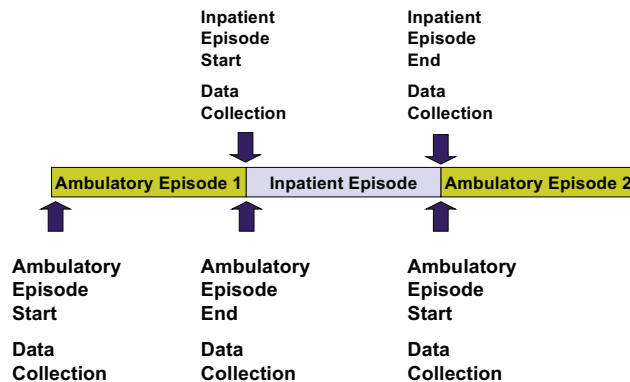 Inpatient
Episode
Start
Data
Collection
Inpatient
Episode
End
Data
Collection
Ambulatory Episode 1
Inpatient Episode
Ambulatory Episode 2
Ambulatory
Episode
Start
Data
Collection
Ambulatory
Episode
End
Data
Collection
Ambulatory
Episode
Start
Data
Collection